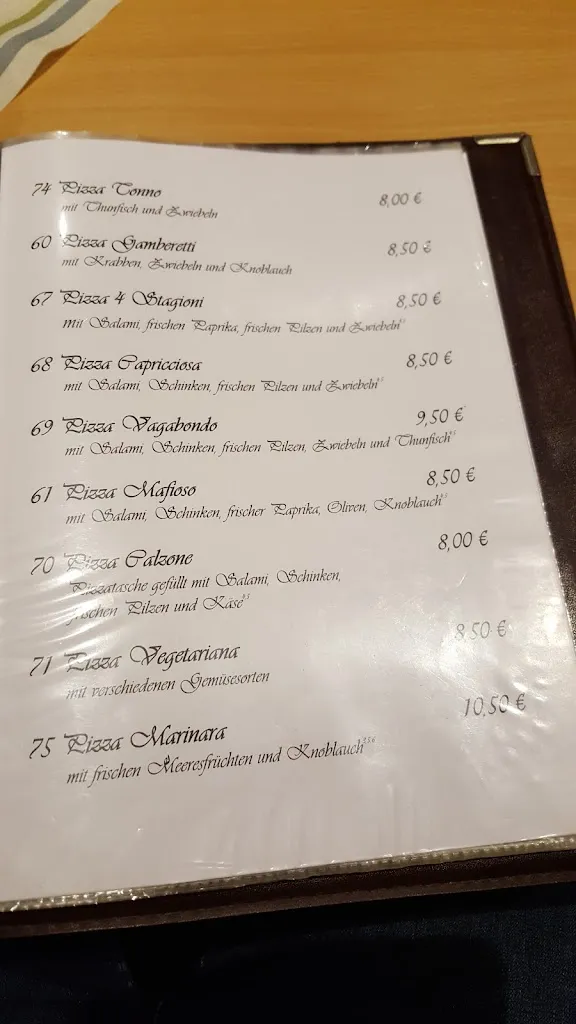 74 Pizza Tonno 8,00 €
mit Thunfisch und Zwiebeln
60 Pizza Gamberetti 8,50 €
mit Krabben, Zwiebeln und Knoblauch
67 Pizza 4 Stagioni 8,50 €
mit Salami, frischen Paprika, frischen Pilzen und Zwiebeln
68 Pizza Capricciosa 8,50 €
mit Salami, Schinken, frischen Pilzen und Zwiebeln
69 Pizza Vagabondo 9,50 €
mit Salami, Schinken, frischen Pilzen, Zwiebeln und Thunfisch
61 Pizza Mafioso 8,50 €
mit Salami, Schinken, frischer Paprika, Oliven, Knoblauch
70 Pizza Calzone 8,00 €
Pizzatasche gefüllt mit Salami, Schinken,
frischen Pilzen und Käse
71 Pizza Vegetariana 8,50 €
mit verschiedenen Gemüsesorten
75 Pizza Marinara 10,50 €
mit frischen Meeresfrüchten und Knoblauch